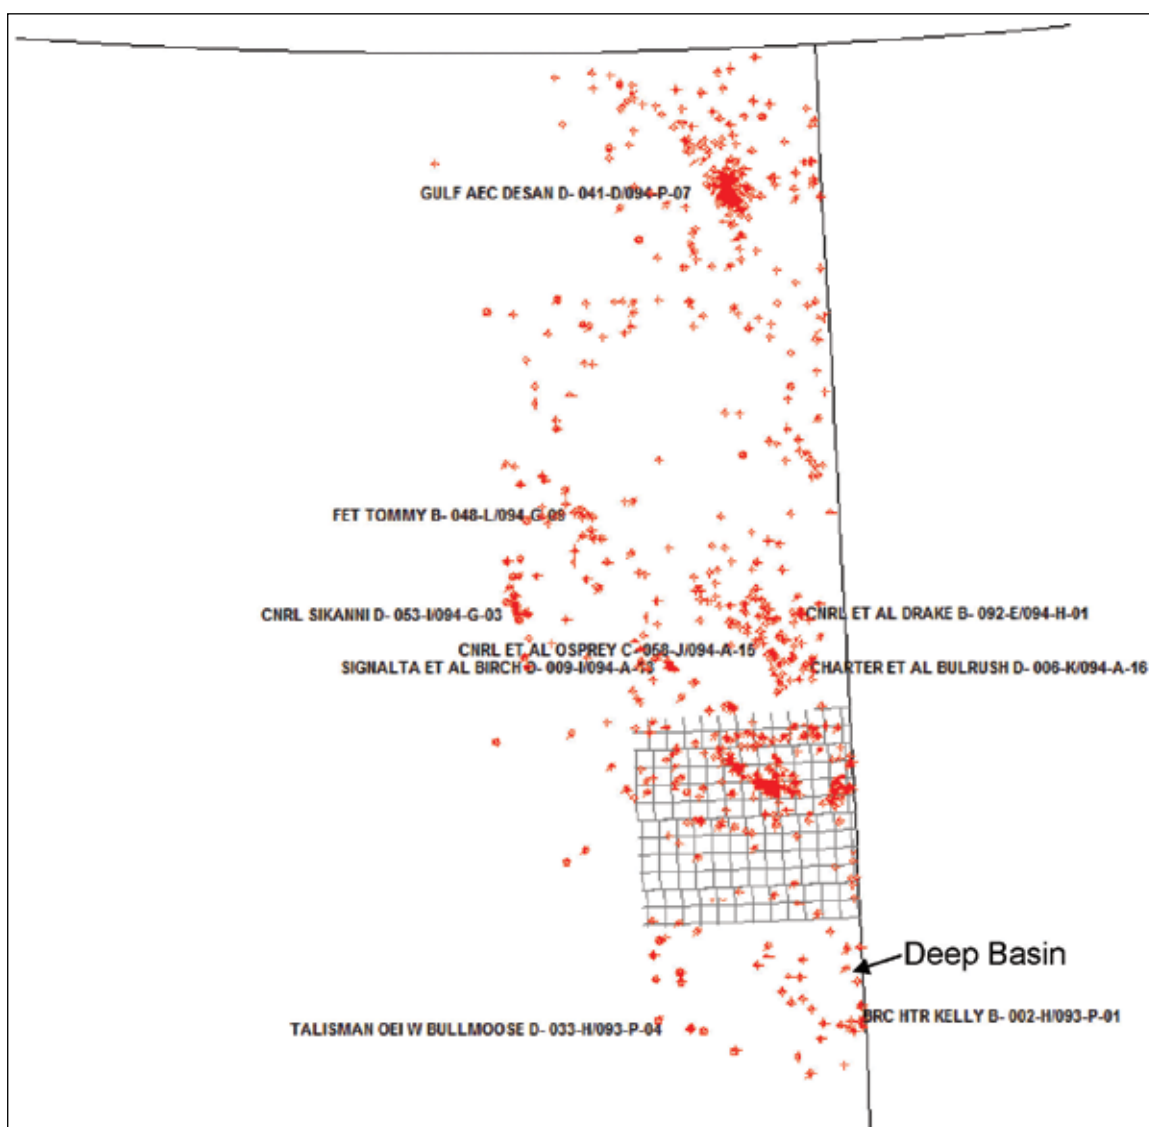 GULF AEC DESAN D- 041-D/094-P-07
FET TOMMY B- 048-L/094-G-09
CNRL SIKANNI D- 053-I/094-G-03
CNRL ET AL DRAKE B- 092-E/094-H-01
CNRL ET AL OSPREY C- 058-J/094-A-15
SIGNALTA ET AL BIRCH D- 009-I/094-A-13
CHARTER ET AL BULRUSH D- 006-K/094-A-16
Deep Basin
BRC HTR KELLY B- 002-H/093-P-01
TALISMAN OEI W BULLMOOSE D- 033-H/093-P-04